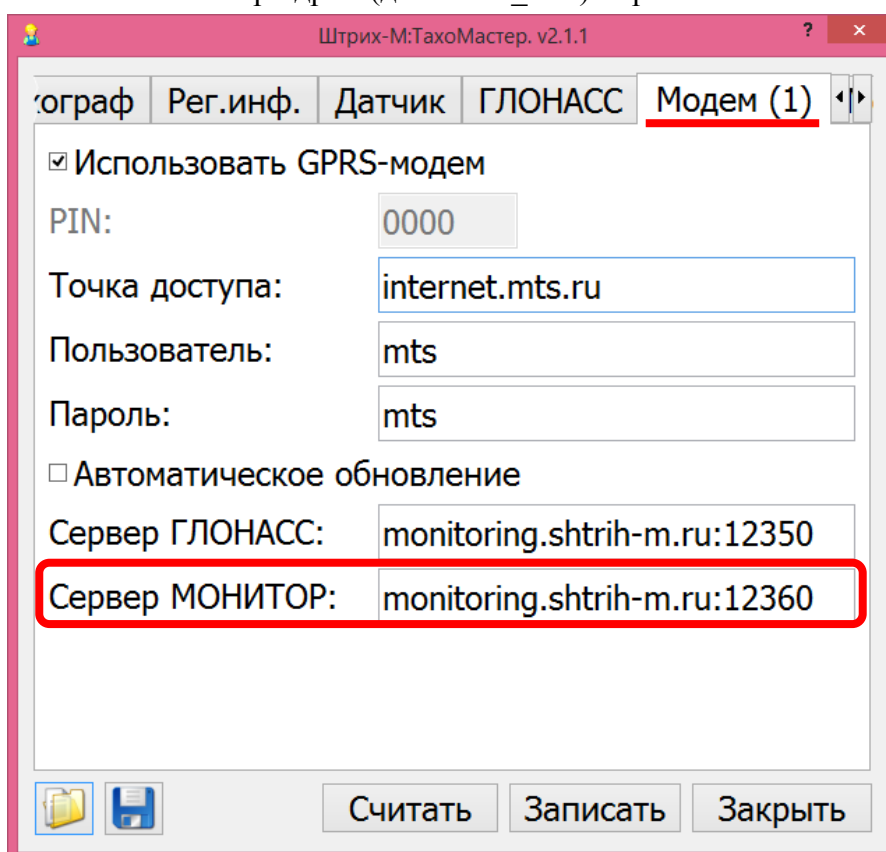 Штрих-М:ТахоМастер. v2.1.1 ?
ограф Рег.инф. Датчик ГЛОНАСС Модем (1)
Использовать GPRS-модем
PIN: 0000
Точка доступа: internet.mts.ru
Пользователь: mts
Пароль: mts
Автоматическое обновление
Сервер ГЛОНАСС: monitoring.shtrih-m.ru:12350
Сервер МОНИТОР: monitoring.shtrih-m.ru:12360
Считать Записать Закрыть